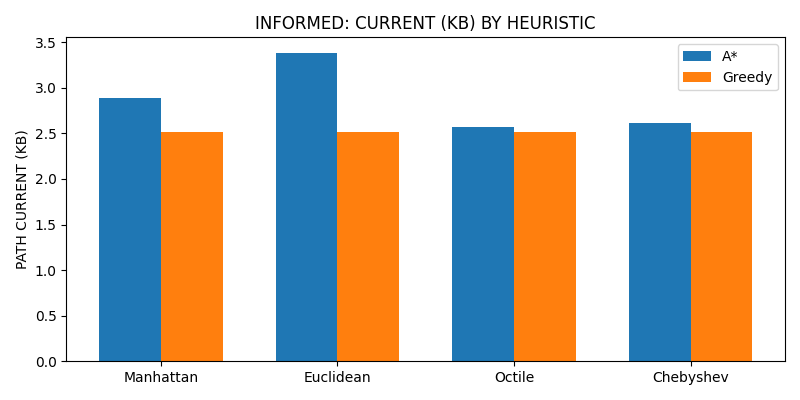 INFORMED: CURRENT (KB) BY HEURISTIC
A*
Greedy
PATH CURRENT (KB)
3.5
3.0
2.5
2.0
1.5
1.0
0.5
0.0
Manhattan
Euclidean
Octile
Chebyshev